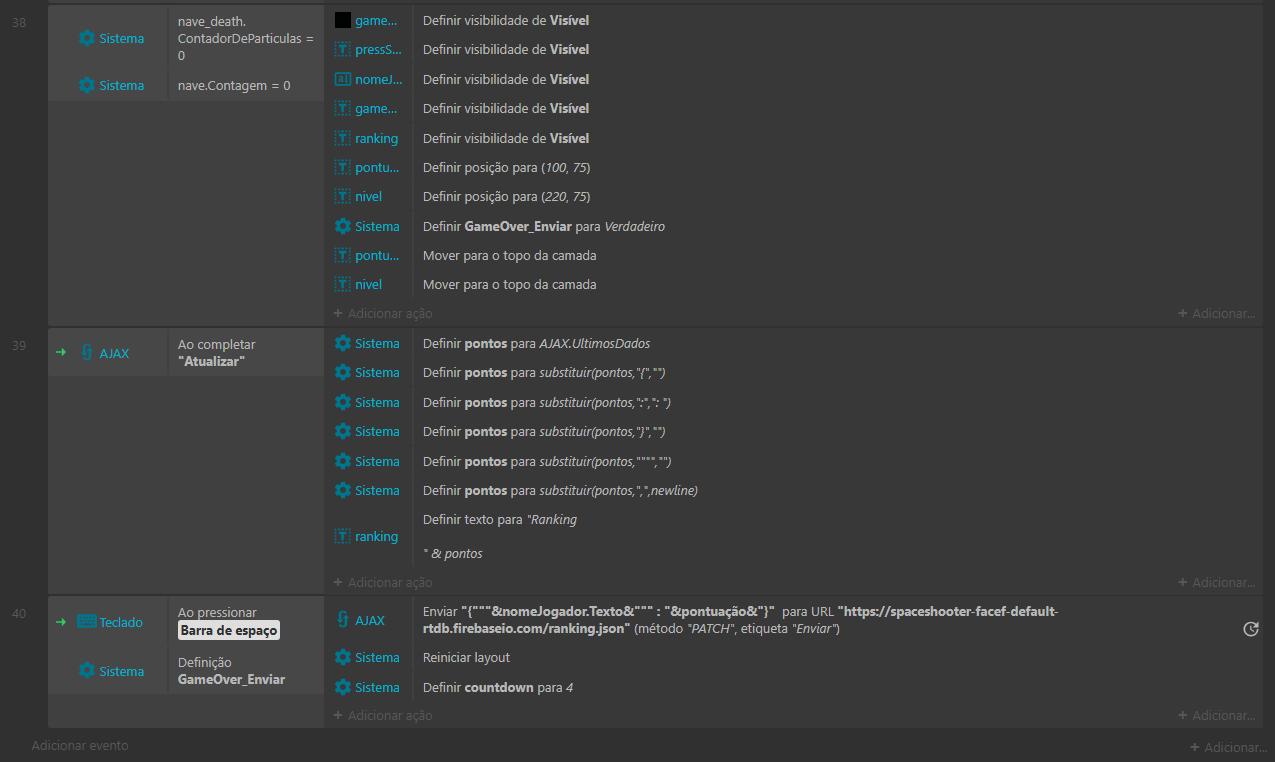 38
Sistema
nave_death.
ContadorDeParticulas =
0
Sistema
nave.Contagem = 0
game...
Definir visibilidade de Visível
pressS...
Definir visibilidade de Visível
nomeJ...
Definir visibilidade de Visível
game...
Definir visibilidade de Visível
ranking
Definir visibilidade de Visível
pontu...
Definir posição para (100, 75)
nivel
Definir posição para (220, 75)
Sistema
Definir GameOver_Enviar para Verdadeiro
pontu...
Mover para o topo da camada
nivel
Mover para o topo da camada
+ Adicionar ação
+ Adicionar...
39
AJAX
Ao completar
"Atualizar"
Sistema
Definir pontos para AJAX.UltimosDados
Sistema
Definir pontos para substituir(pontos,"{","")
Sistema
Definir pontos para substituir(pontos,":",": ")
Sistema
Definir pontos para substituir(pontos,"}","")
Sistema
Definir pontos para substituir(pontos,"""","")
Sistema
Definir pontos para substituir(pontos,",",newline)
ranking
Definir texto para "Ranking
" & pontos
+ Adicionar ação
+ Adicionar...
40
Teclado
Ao pressionar
Barra de espaço
Sistema
Definição
GameOver_Enviar
AJAX
Enviar "{"""&nomeJogador.Texto&""" : "&pontuação&"}" para URL "https://spaceshooter-facef-default-
rtdb.firebaseio.com/ranking.json" (método "PATCH", etiqueta "Enviar")
Sistema
Reiniciar layout
Sistema
Definir countdown para 4
+ Adicionar ação
+ Adicionar...
Adicionar evento
+ Adicionar...